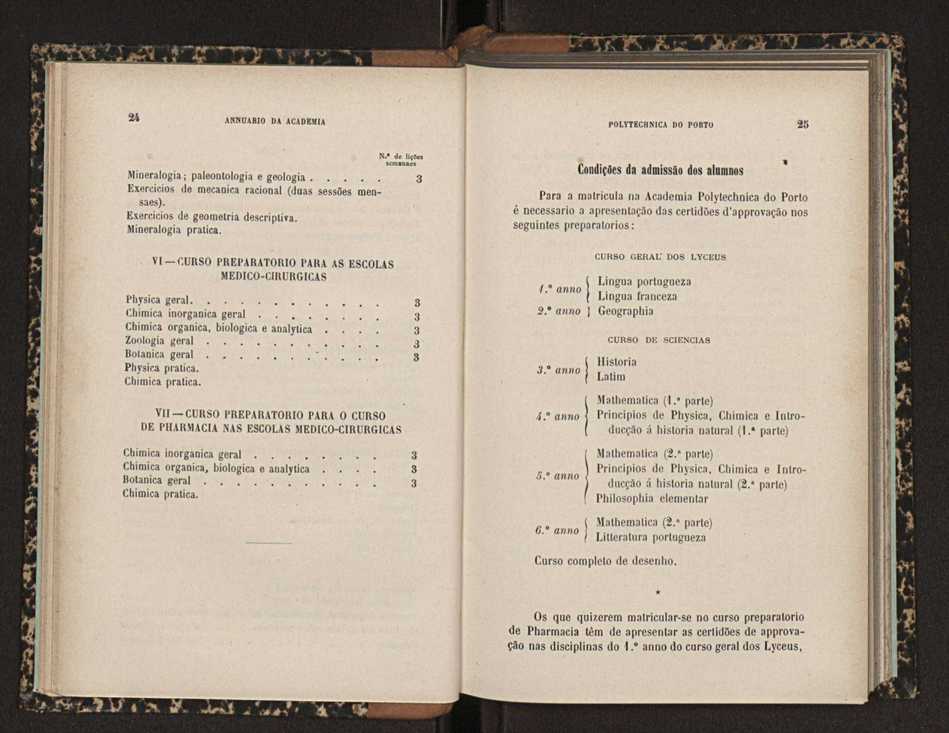 24
ANNUARIO DA ACADEMIA
N.º de lições
semanaes
Mineralogia; paleontologia e geologia . . . . . 3
Exercicios de mecanica racional (duas sessões men-
saes).
Exercicios de geometria descriptiva.
Mineralogia pratica.
VI — CURSO PREPARATORIO PARA AS ESCOLAS
MEDICO-CIRURGICAS
Physica geral. . . . . . . . . . . . 3
Chimica inorganica geral . . . . . . . . 3
Chimica organica, biologica e analytica . . . . 3
Zoologia geral . . . . . . . . . . . 3
Botanica geral . . . . . . . . . . . 3
Physica pratica.
Chimica pratica.
VII — CURSO PREPARATORIO PARA O CURSO
DE PHARMACIA NAS ESCOLAS MEDICO-CIRURGICAS
Chimica inorganica geral . . . . . . . . 3
Chimica organica, biologica e analytica . . . . 3
Botanica geral . . . . . . . . . . . 3
Chimica pratica.
POLYTECHNICA DO PORTO
25
Condições da admissão dos alumnos
Para a matricula na Academia Polytechnica do Porto
é necessario a apresentação das certidões d'approvação nos
seguintes preparatorios:
CURSO GERAL DOS LYCEUS
1.º anno { Lingua portugueza
Lingua franceza
2.º anno } Geographia
CURSO DE SCIENCIAS
3.º anno { Historia
Latim
4.º anno { Mathematica (1.ª parte)
Principios de Physica, Chimica e Intro-
ducção á historia natural (1.ª parte)
5.º anno { Mathematica (2.ª parte)
Principios de Physica, Chimica e Intro-
ducção á historia natural (2.ª parte)
Philosophia elementar
6.º anno { Mathematica (2.ª parte)
Litteratura portugueza
Curso completo de desenho.
*
Os que quizerem matricular-se no curso preparatorio
de Pharmacia têm de apresentar as certidões de approva-
ção nas disciplinas do 1.º anno do curso geral dos Lyceus,